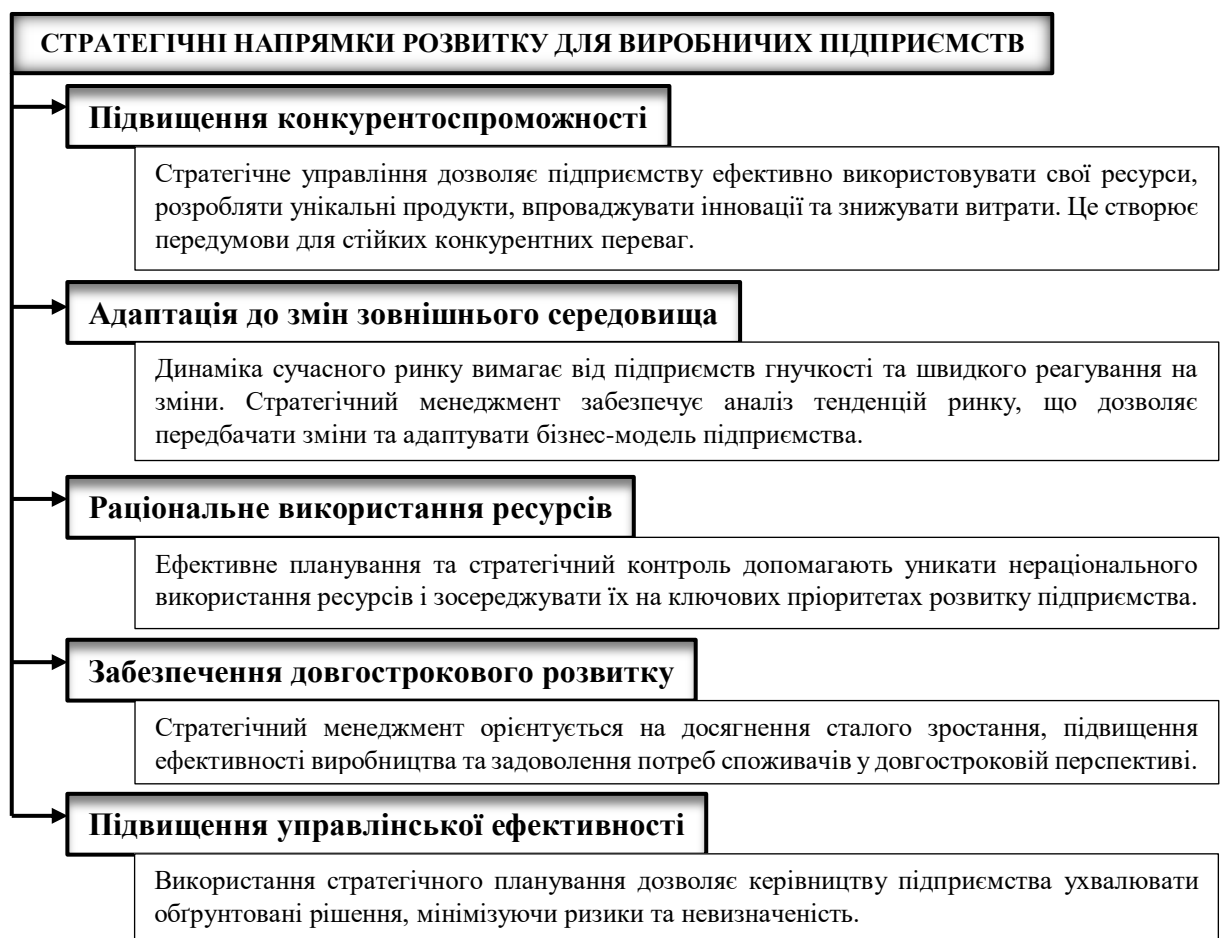 СТРАТЕГІЧНІ НАПРЯМКИ РОЗВИТКУ ДЛЯ ВИРОБНИЧИХ ПІДПРИЄМСТВ
Підвищення конкурентоспроможності
Стратегічне управління дозволяє підприємству ефективно використовувати свої ресурси,
розробляти унікальні продукти, впроваджувати інновації та знижувати витрати. Це створює
передумови для стійких конкурентних переваг.
Адаптація до змін зовнішнього середовища
Динаміка сучасного ринку вимагає від підприємств гнучкості та швидкого реагування на
зміни. Стратегічний менеджмент забезпечує аналіз тенденцій ринку, що дозволяє
передбачати зміни та адаптувати бізнес-модель підприємства.
Раціональне використання ресурсів
Ефективне планування та стратегічний контроль допомагають уникати нераціонального
використання ресурсів і зосереджувати їх на ключових пріоритетах розвитку підприємства.
Забезпечення довгострокового розвитку
Стратегічний менеджмент орієнтується на досягнення сталого зростання, підвищення
ефективності виробництва та задоволення потреб споживачів у довгостроковій перспективі.
Підвищення управлінської ефективності
Використання стратегічного планування дозволяє керівництву підприємства ухвалювати
обґрунтовані рішення, мінімізуючи ризики та невизначеність.